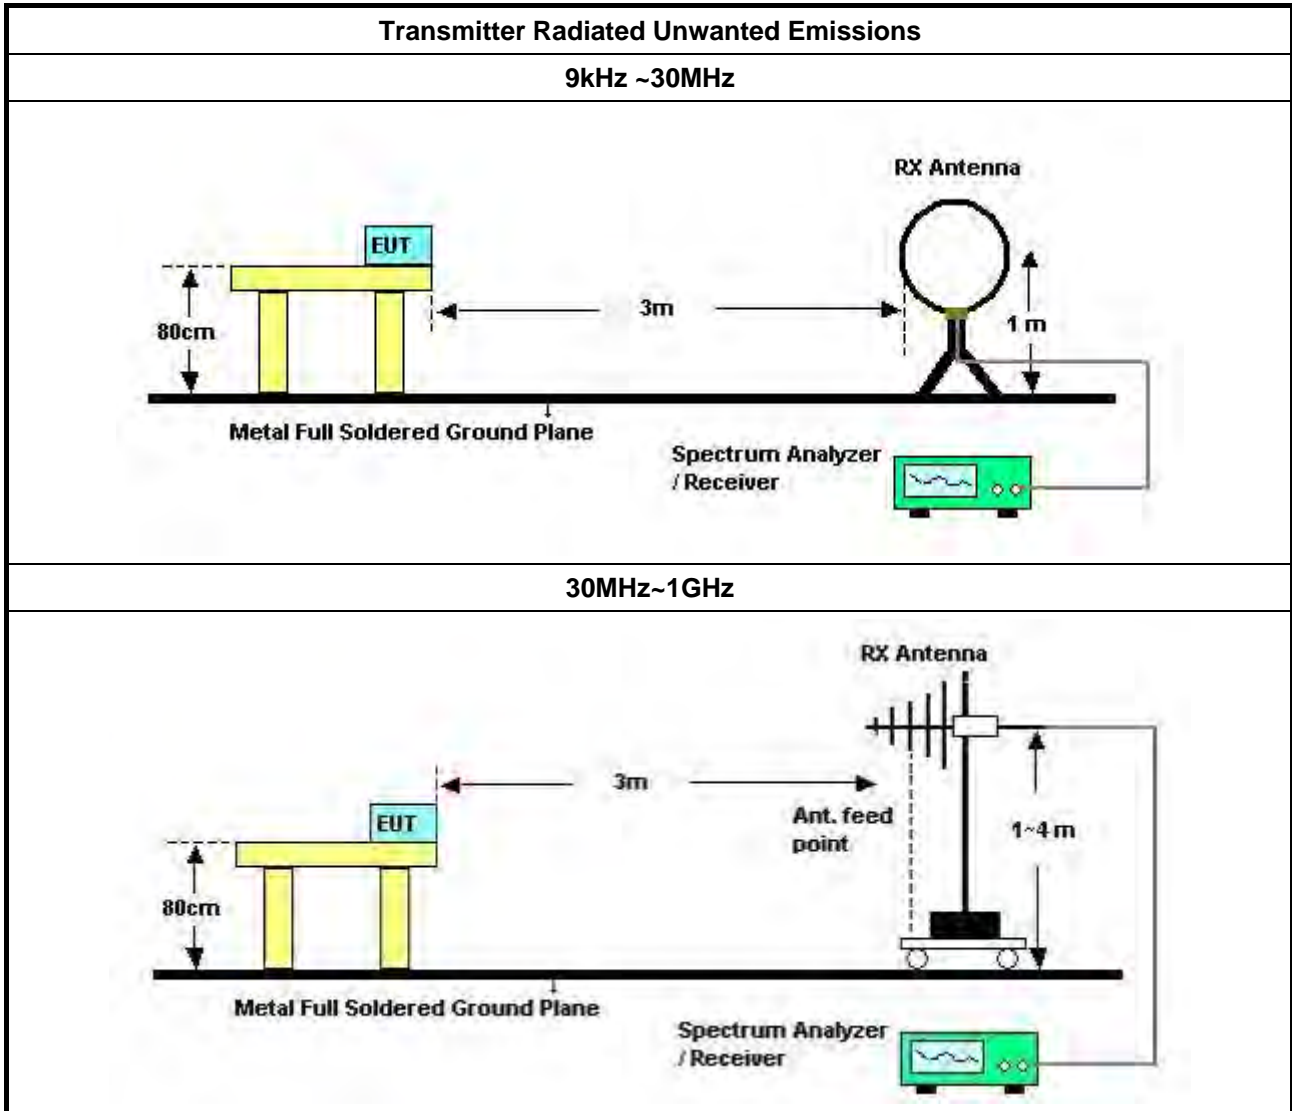 Transmitter Radiated Unwanted Emissions
9kHz ~30MHz
RX Antenna
EUT
3m
80cm
1 m
Metal Full Soldered Ground Plane
Spectrum Analyzer
/ Receiver
30MHz~1GHz
RX Antenna
3m
EUT
Ant. feed
point
1~4 m
80cm
Metal Full Soldered Ground Plane
Spectrum Analyzer
/ Receiver